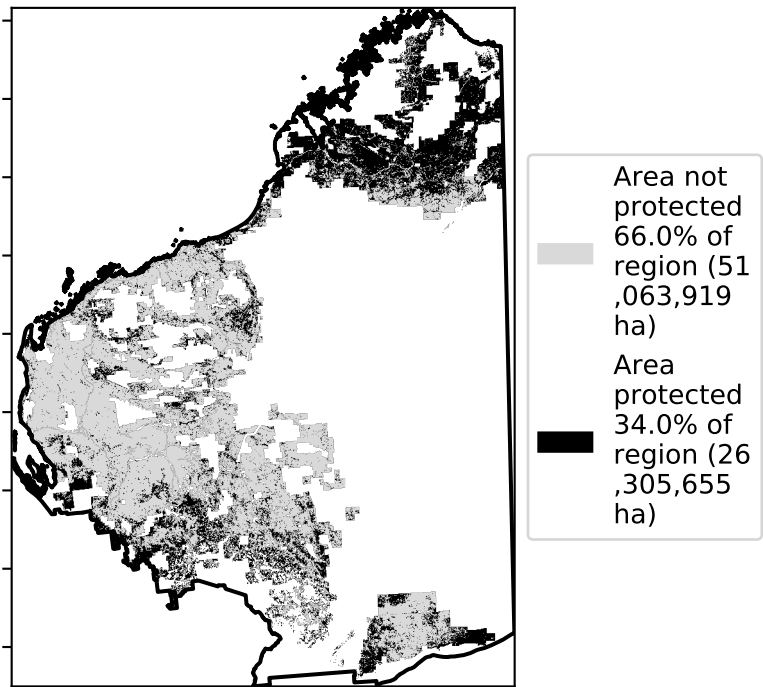 Area not
protected
66.0% of
region (51
,063,919
ha)
Area
protected
34.0% of
region (26
,305,655
ha)